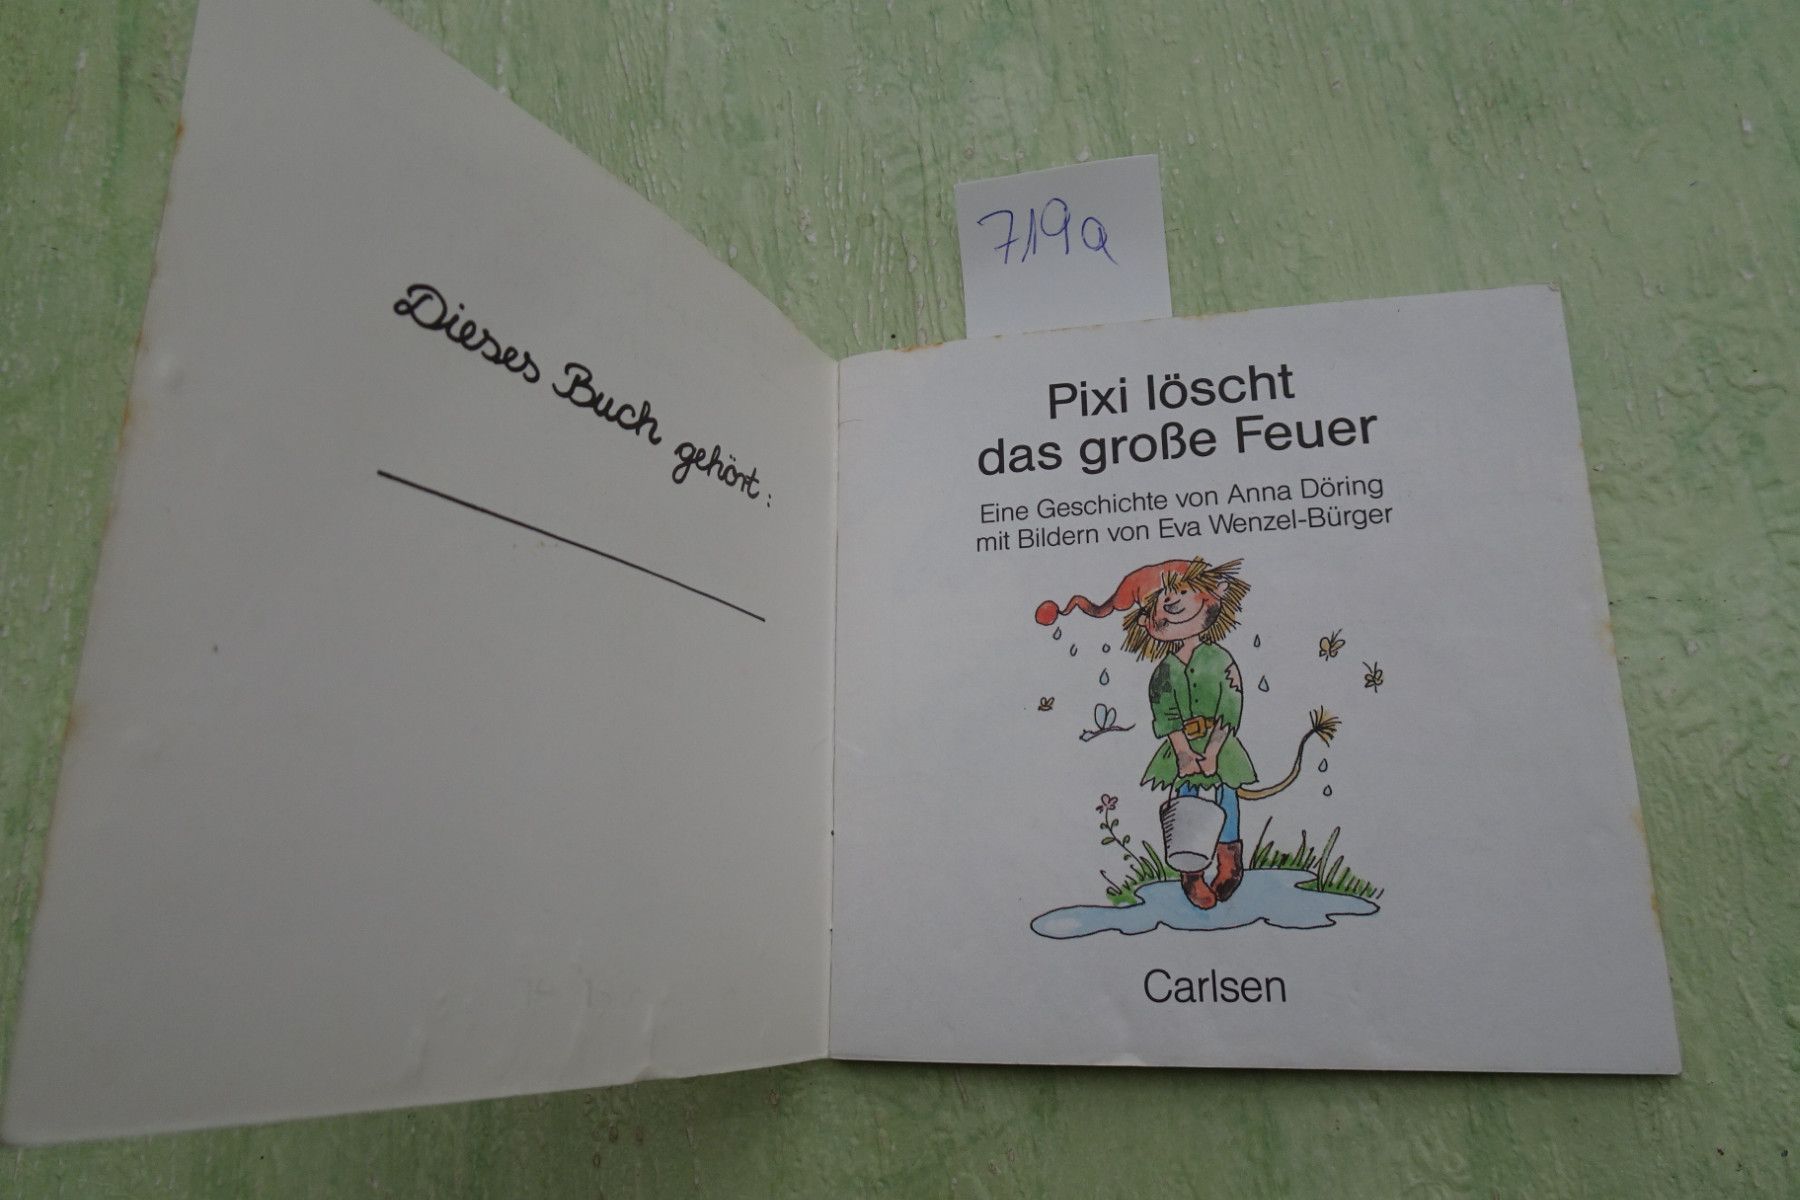 Dieses Buch gehört:
719a
Pixi löscht
das große Feuer
Eine Geschichte von Anna Döring
mit Bildern von Eva Wenzel-Bürger
Carlsen